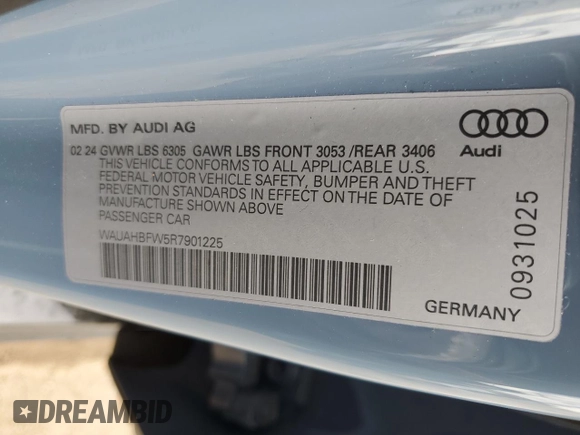 MFD. BY AUDI AG
02 24 GVWR LBS 6305 GAWR LBS FRONT 3053 /REAR 3406
THIS VEHICLE CONFORMS TO ALL APPLICABLE U.S.
FEDERAL MOTOR VEHICLE SAFETY, BUMPER AND THEFT
PREVENTION STANDARDS IN EFFECT ON THE DATE OF
MANUFACTURE SHOWN ABOVE
PASSENGER CAR
WAUAHBFW5R7901225
Audi
0931025
GERMANY
DREAMBID